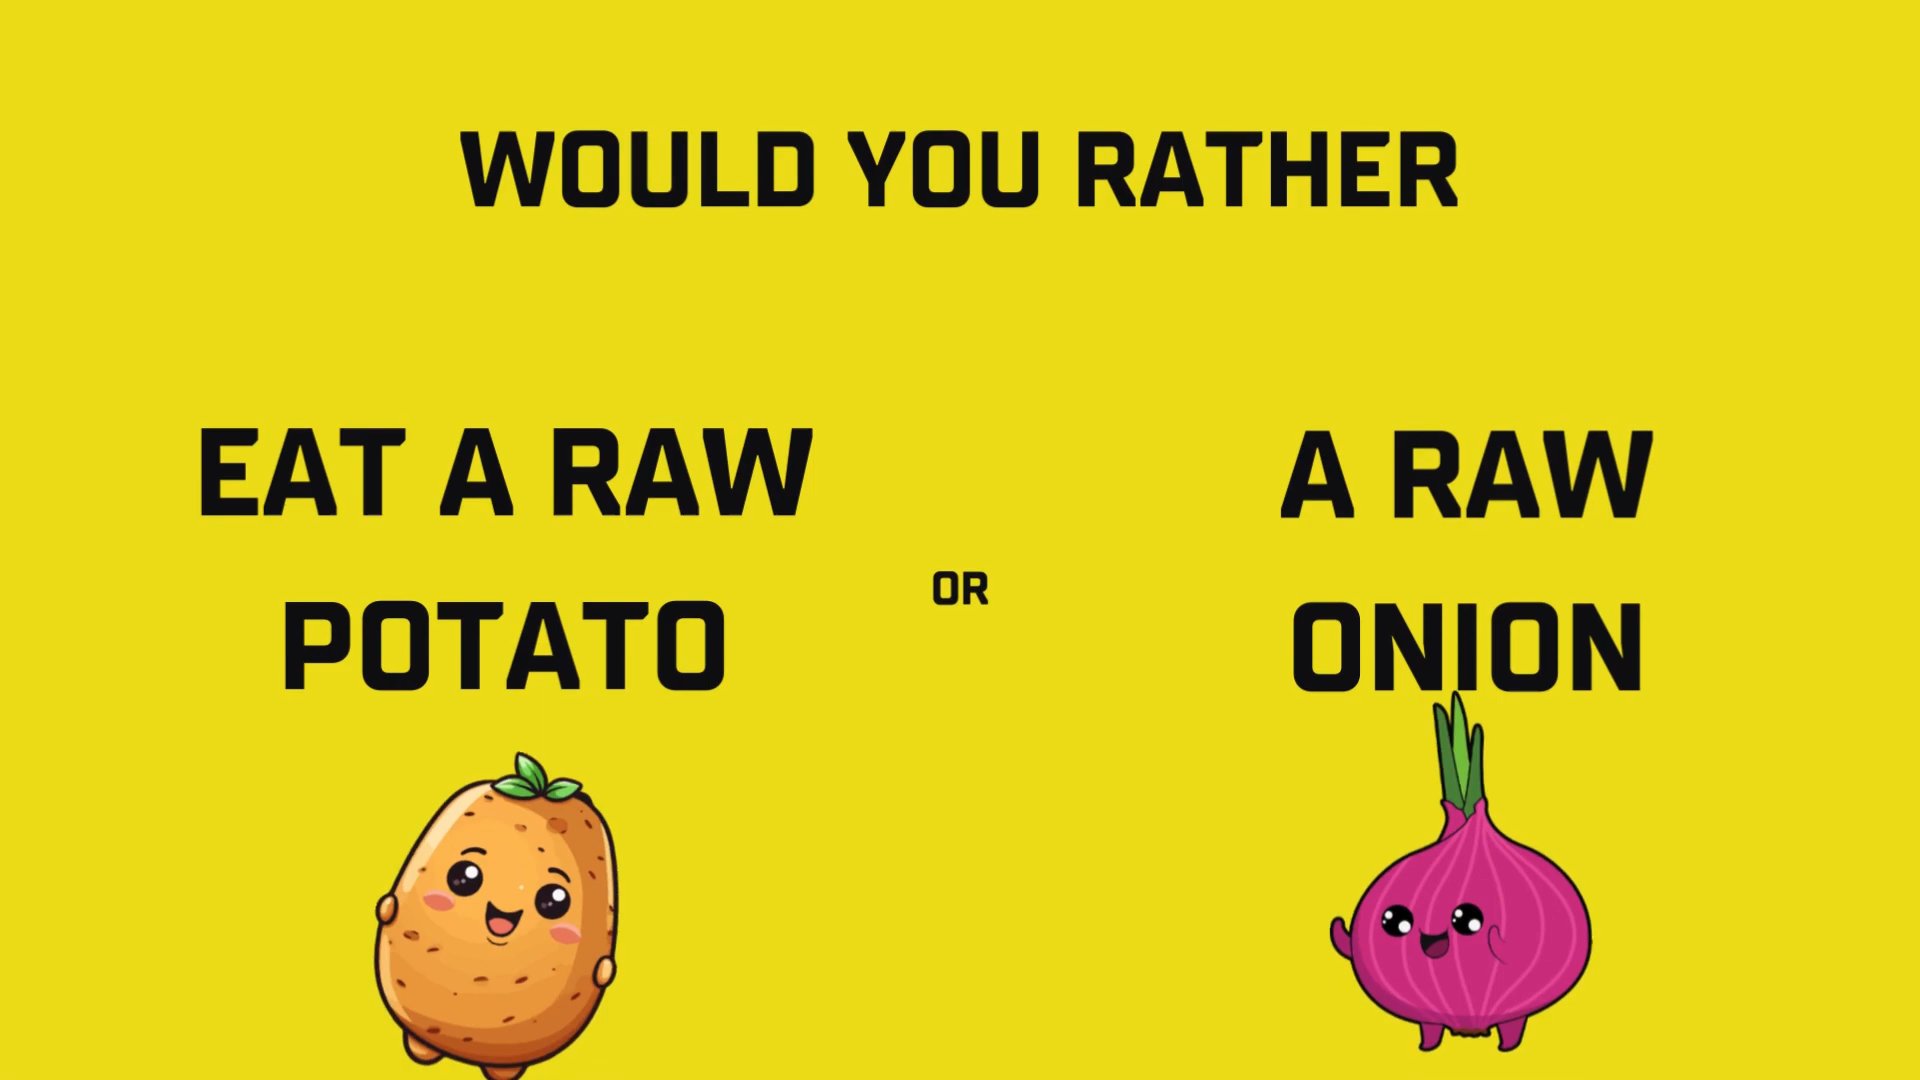 WOULD YOU RATHER
EAT A RAW
POTATO
OR
A RAW
ONION